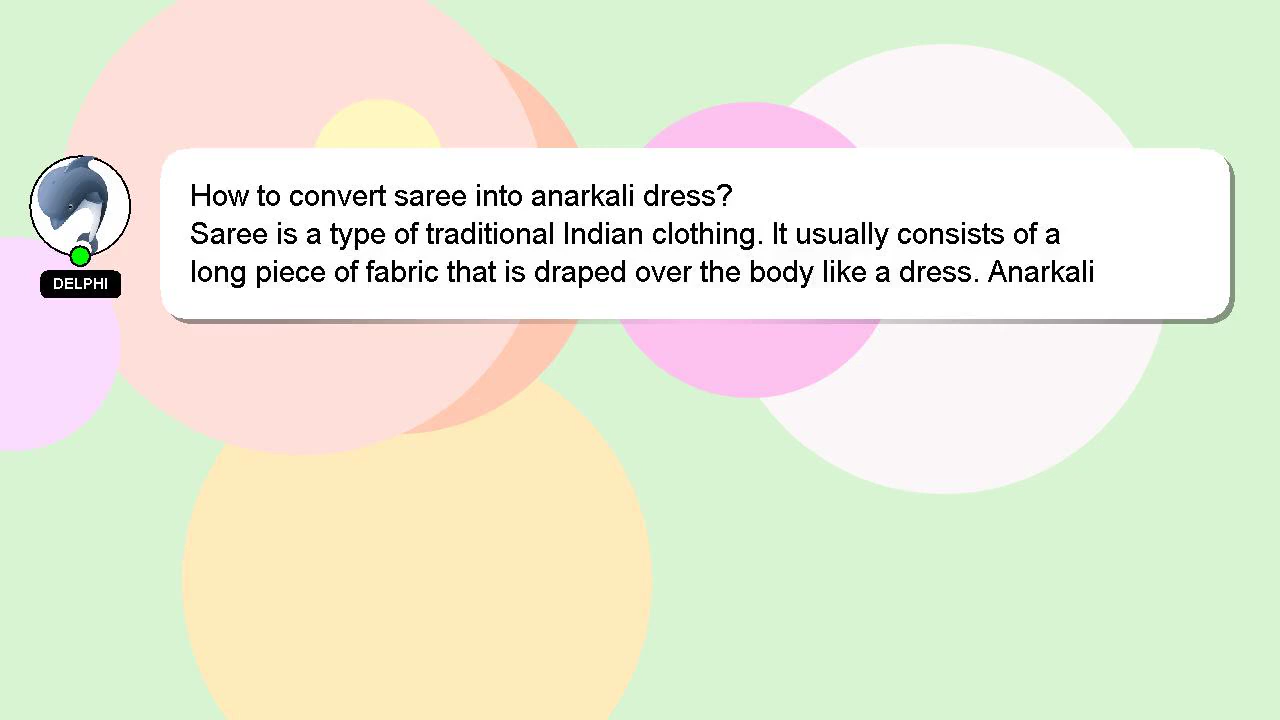 How to convert saree into anarkali dress?
Saree is a type of traditional Indian clothing. It usually consists of a
long piece of fabric that is draped over the body like a dress. Anarkali
DELPHI